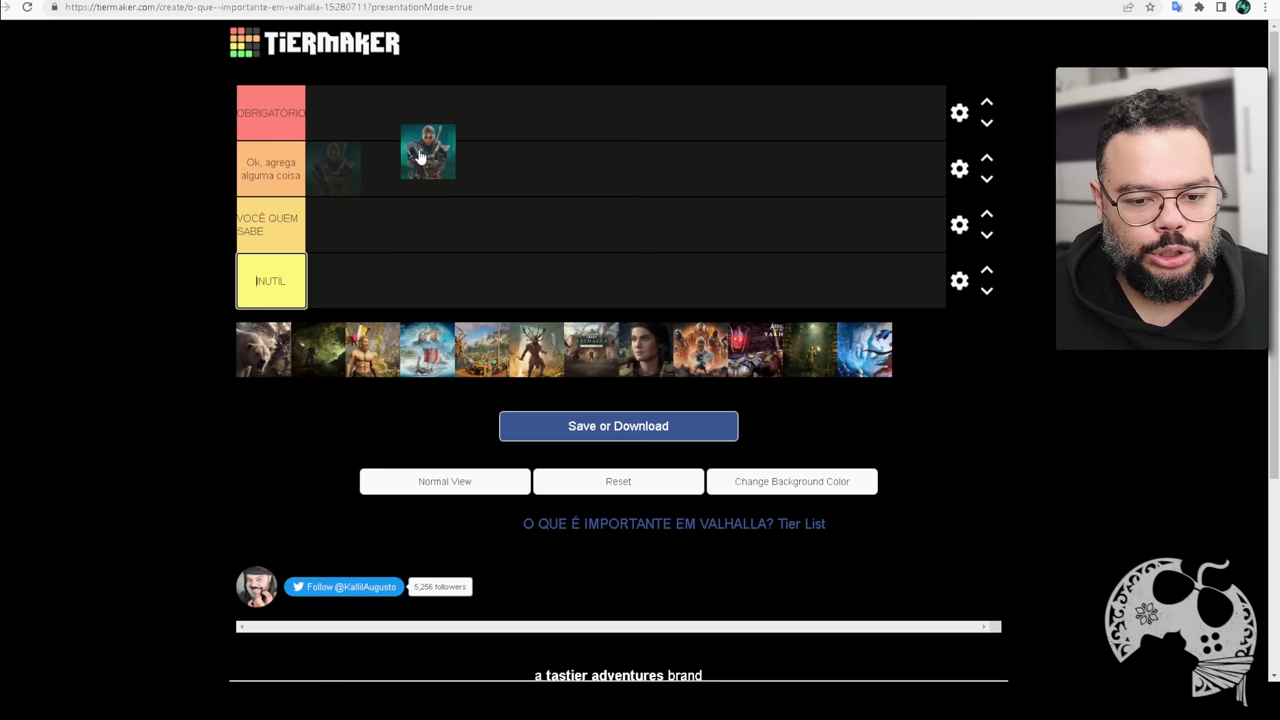 https://tiermaker.com/create/o-que--importante-em-valhalla-15280711?presentationMode=true
TiERMAKER
OBRIGATÓRIO
Ok, agrega
alguma coisa
VOCÊ QUEM
SABE
INUTIL
Save or Download
Normal View
Reset
Change Background Color
O QUE É IMPORTANTE EM VALHALLA? Tier List
Follow @KallilAugusto
5,256 followers
a tastier adventures brand